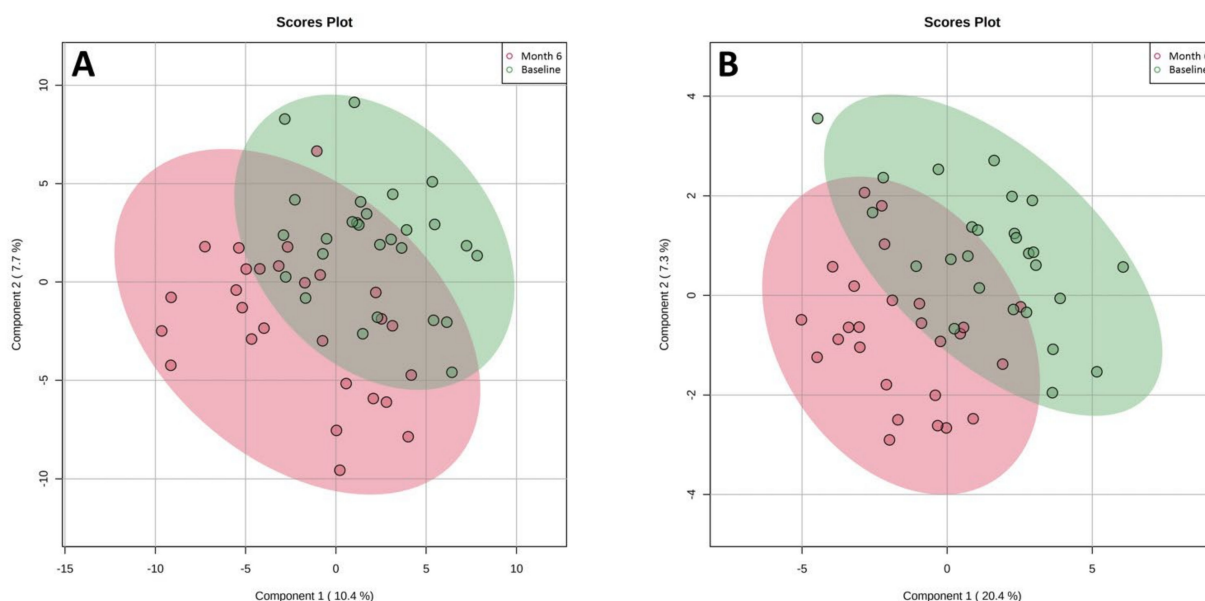 Scores Plot
A
Month 6
Baseline
10
5
0
-5
-10
-15
-10
-5
0
5
10
Component 2 ( 7.7 %)
Component 1 ( 10.4 %)
Scores Plot
B
Month 6
Baseline
4
2
0
-2
-4
-5
0
5
Component 2 ( 7.3 %)
Component 1 ( 20.4 %)